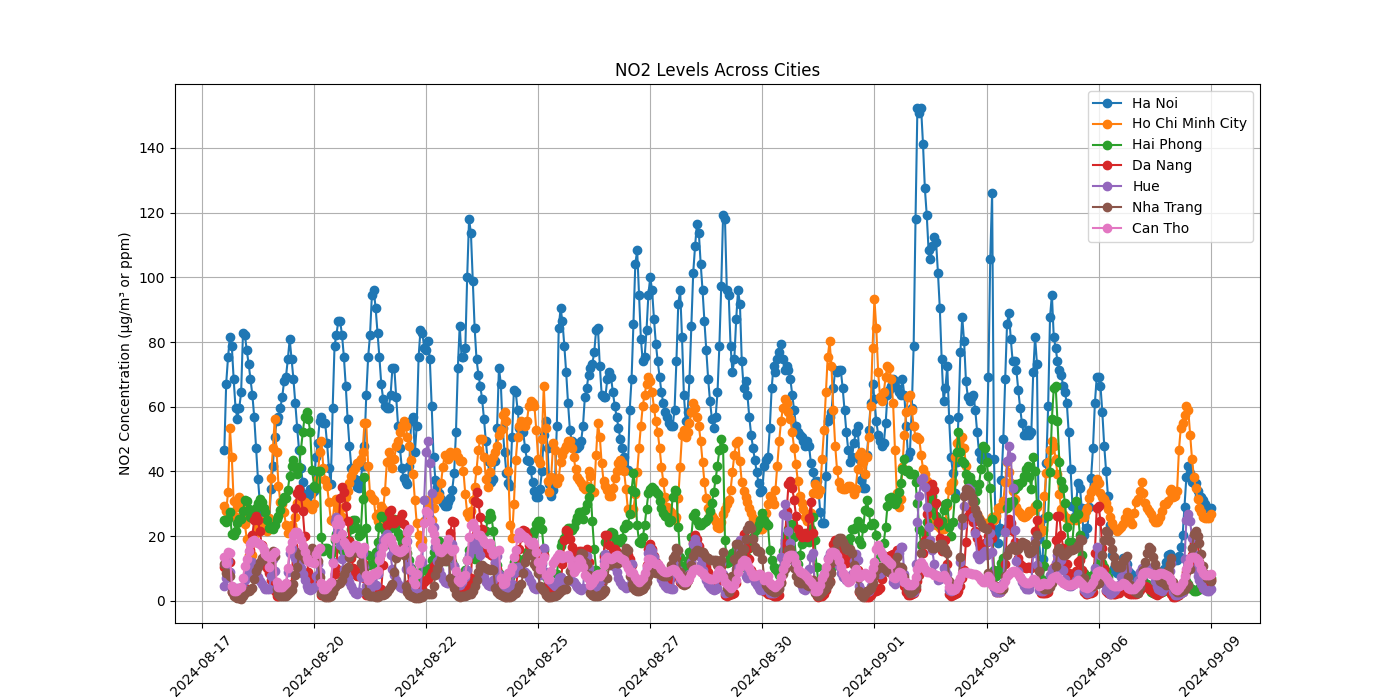 NO2 Levels Across Cities
NO2 Concentration (µg/m³ or ppm)
140
120
100
80
60
40
20
0
2024-08-17
2024-08-20
2024-08-22
2024-08-25
2024-08-27
2024-08-30
2024-09-01
2024-09-04
2024-09-06
2024-09-09
Ha Noi
Ho Chi Minh City
Hai Phong
Da Nang
Hue
Nha Trang
Can Tho